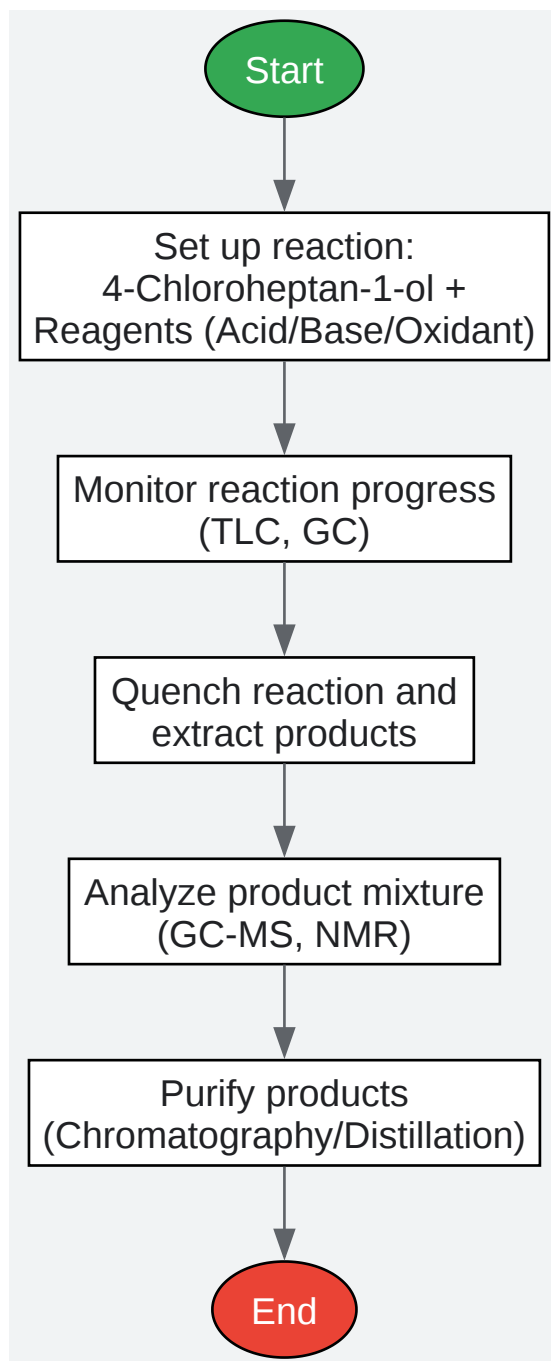 Start
Set up reaction:
4-Chloroheptan-1-ol +
Reagents (Acid/Base/Oxidant)
Monitor reaction progress
(TLC, GC)
Quench reaction and
extract products
Analyze product mixture
(GC-MS, NMR)
Purify products
(Chromatography/Distillation)
End